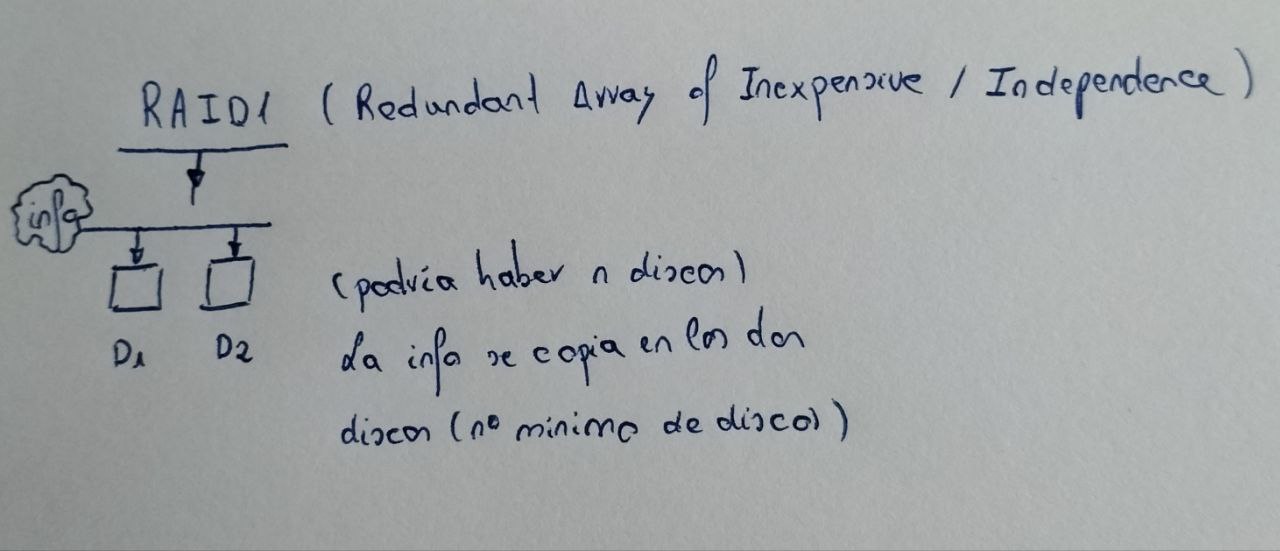 RAID1 (Redundant Array of Inexpensive / Independence)
info
(podría haber n discos)
D1 D2
La info se copia en los dos
discos (nº minimo de discos)